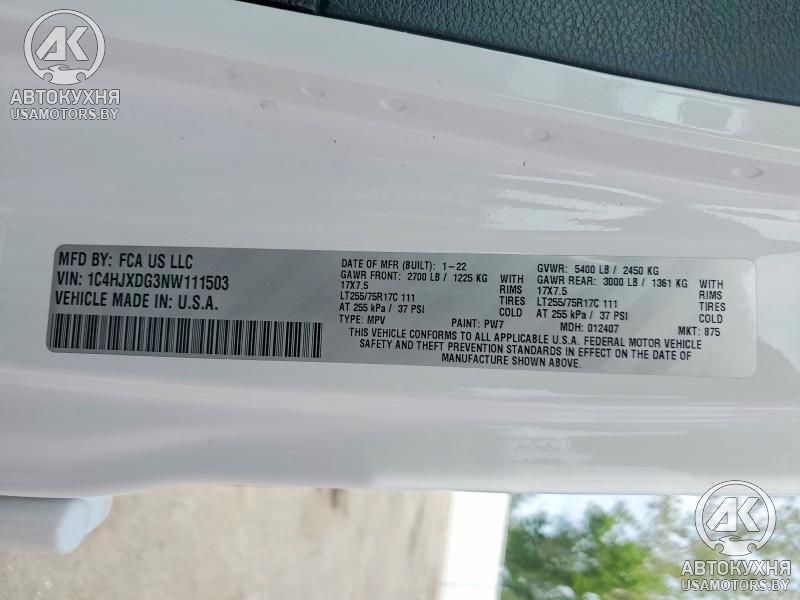 АК
АВТОКУХНЯ
USAMOTORS.BY
MFD BY: FCA US LLC
VIN: 1C4HJXDG3NW111503
VEHICLE MADE IN U.S.A.
DATE OF MFR (BUILT): 1-22
GAWR FRONT: 2700 LB / 1225 KG WITH
17X7.5 RIMS
LT255/75R17C 111 TIRES
AT 255 kPa / 37 PSI COLD
TYPE: MPV PAINT: PW7
GVWR: 5400 LB / 2450 KG
GAWR REAR: 3000 LB / 1361 KG WITH
17X7.5 RIMS
LT255/75R17C 111 TIRES
AT 255 kPa / 37 PSI COLD
MDH: 012407 MKT: 875
THIS VEHICLE CONFORMS TO ALL APPLICABLE U.S.A. FEDERAL MOTOR VEHICLE
SAFETY AND THEFT PREVENTION STANDARDS IN EFFECT ON THE DATE OF
MANUFACTURE SHOWN ABOVE.
АК
АВТОКУХНЯ
USAMOTORS.BY